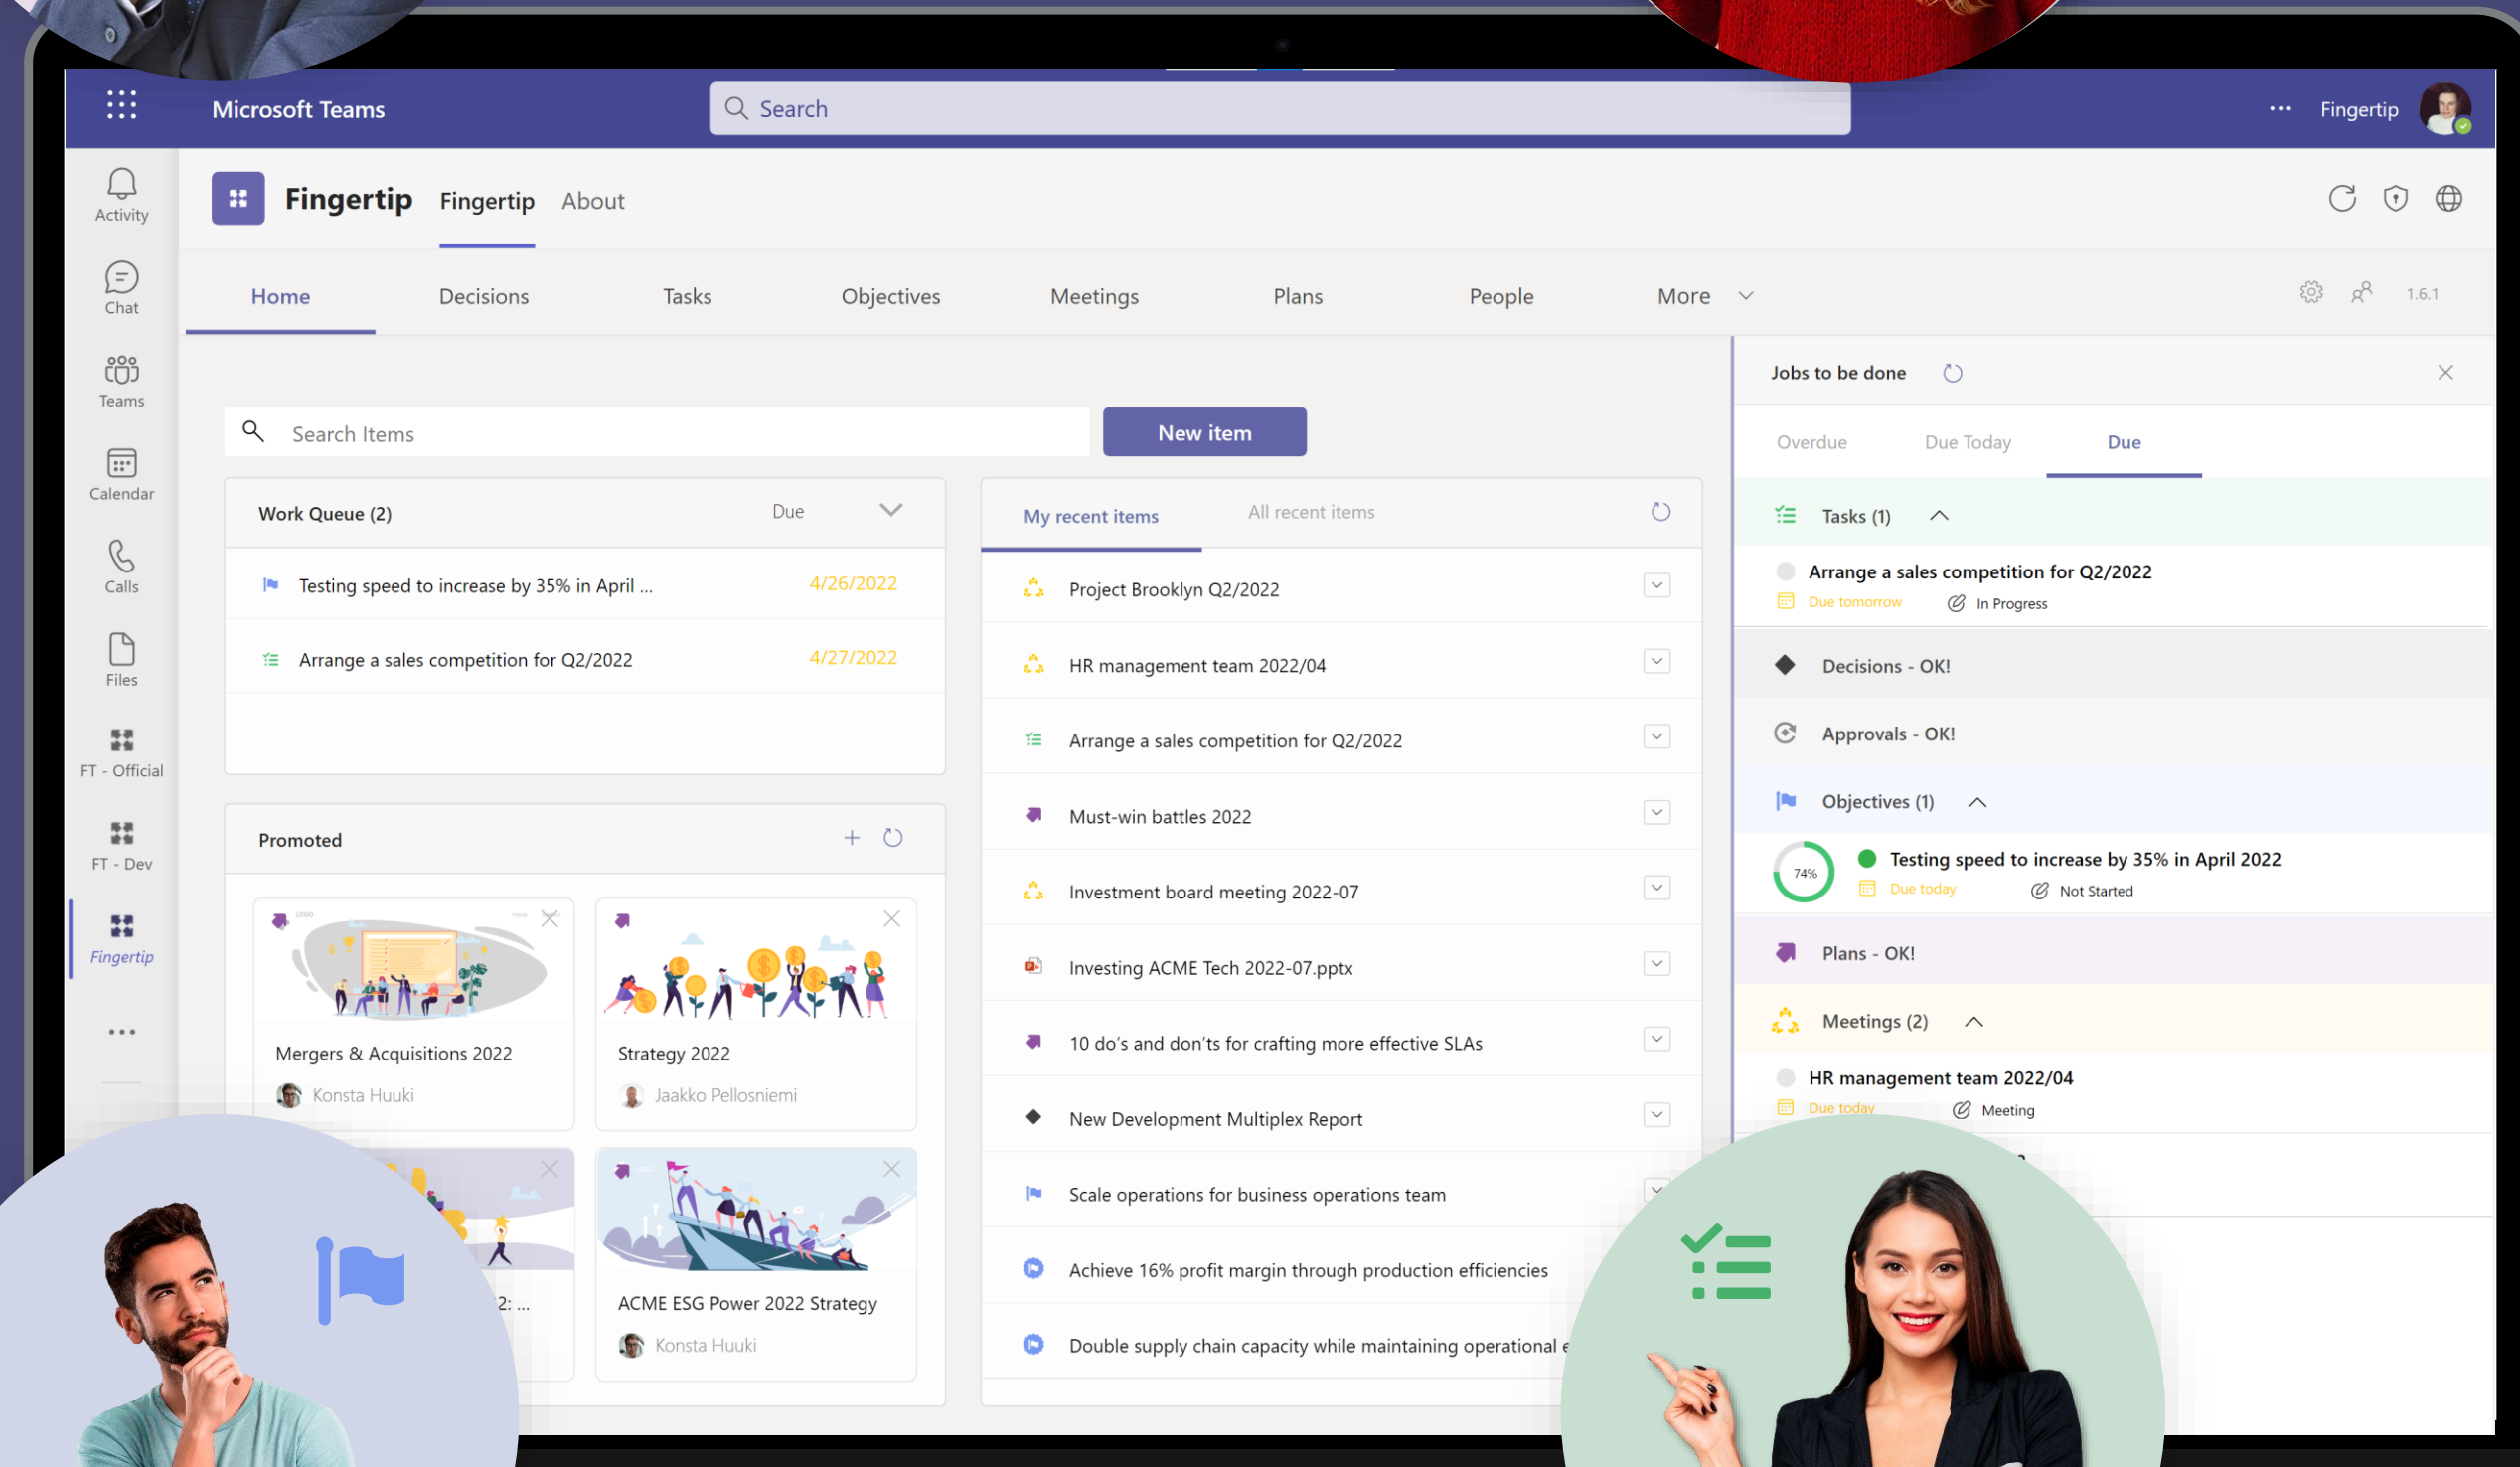 Microsoft Teams
Search
Fingertip
Activity
Chat
Teams
Calendar
Calls
Files
FT - Official
FT - Dev
Fingertip
Fingertip Fingertip About
Home Decisions Tasks Objectives Meetings Plans People More 1.6.1
Search Items
New item
Work Queue (2) Due
Testing speed to increase by 35% in April ... 4/26/2022
Arrange a sales competition for Q2/2022 4/27/2022
Promoted
LOGO
Mergers & Acquisitions 2022
Konsta Huuki
Strategy 2022
Jaakko Pellosniemi
2: ...
ACME ESG Power 2022 Strategy
Konsta Huuki
My recent items All recent items
Project Brooklyn Q2/2022
HR management team 2022/04
Arrange a sales competition for Q2/2022
Must-win battles 2022
Investment board meeting 2022-07
Investing ACME Tech 2022-07.pptx
10 do's and don'ts for crafting more effective SLAs
New Development Multiplex Report
Scale operations for business operations team
Achieve 16% profit margin through production efficiencies
Double supply chain capacity while maintaining operational
Jobs to be done
Overdue Due Today Due
Tasks (1)
Arrange a sales competition for Q2/2022
Due tomorrow In Progress
Decisions - OK!
Approvals - OK!
Objectives (1)
74% Testing speed to increase by 35% in April 2022
Due today Not Started
Plans - OK!
Meetings (2)
HR management team 2022/04
Due today Meeting